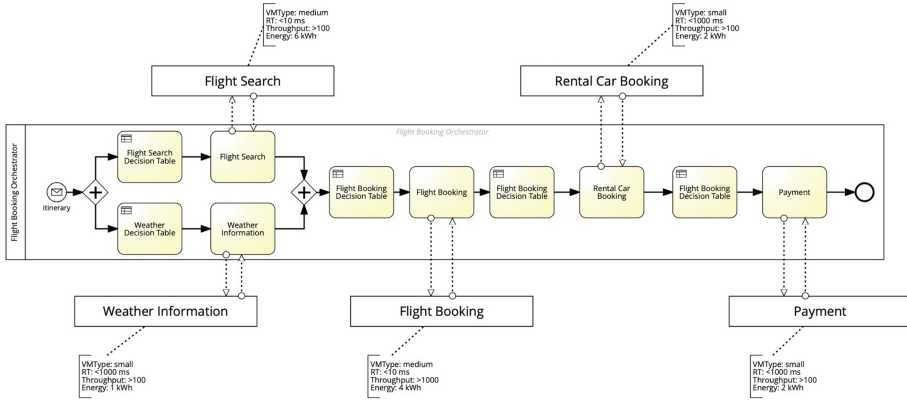 VMType: medium
RT: <10 ms
Throughput: >100
Energy: 6 kWh
VMType: small
RT: <1000 ms
Throughput: >100
Energy: 2 kWh
Flight Search
Rental Car Booking
Flight Booking Orchestrator
Flight Booking Orchestrator
Flight Search
Decision Table
Flight Search
itinerary
Flight Booking
Decision Table
Flight Booking
Flight Booking
Decision Table
Rental Car
Booking
Flight Booking
Decision Table
Payment
Weather
Decision Table
Weather
Information
Weather Information
Flight Booking
Payment
VMType: small
RT: <1000 ms
Throughput: >100
Energy: 1 kWh
VMType: medium
RT: <10 ms
Throughput: >1000
Energy: 4 kWh
VMType: small
RT: <1000 ms
Throughput: >100
Energy: 2 kWh